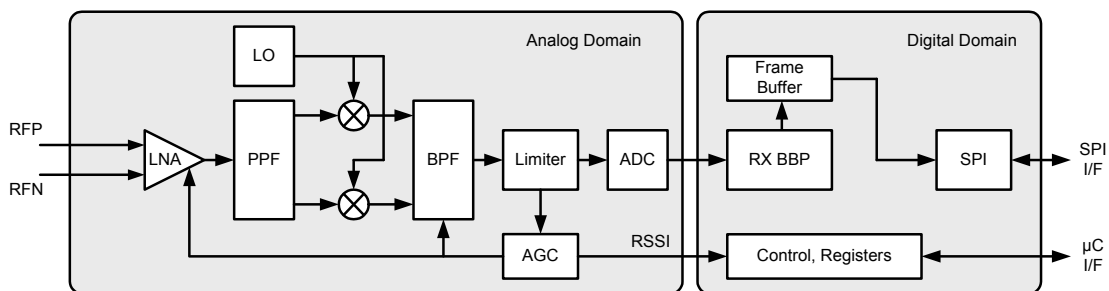 Analog Domain
Digital Domain
LO
Frame
Buffer
RFP
RFN
LNA
PPF
BPF
Limiter
ADC
RX BBP
SPI
SPI
I/F
RSSI
AGC
Control, Registers
µC
I/F